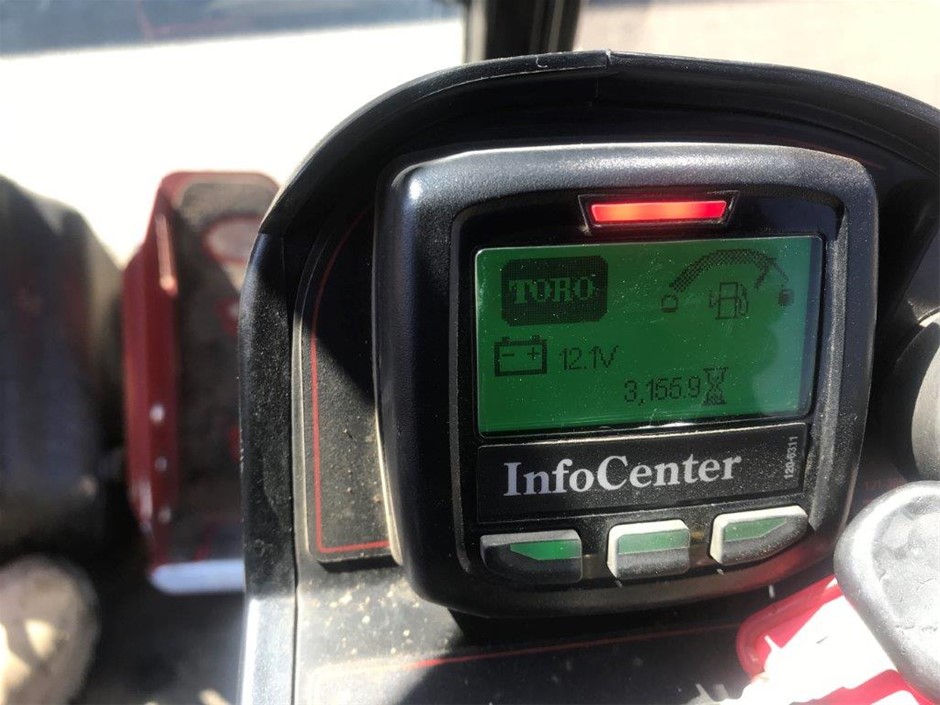 TORO
12.1V
3,155.9
InfoCenter
120-6311